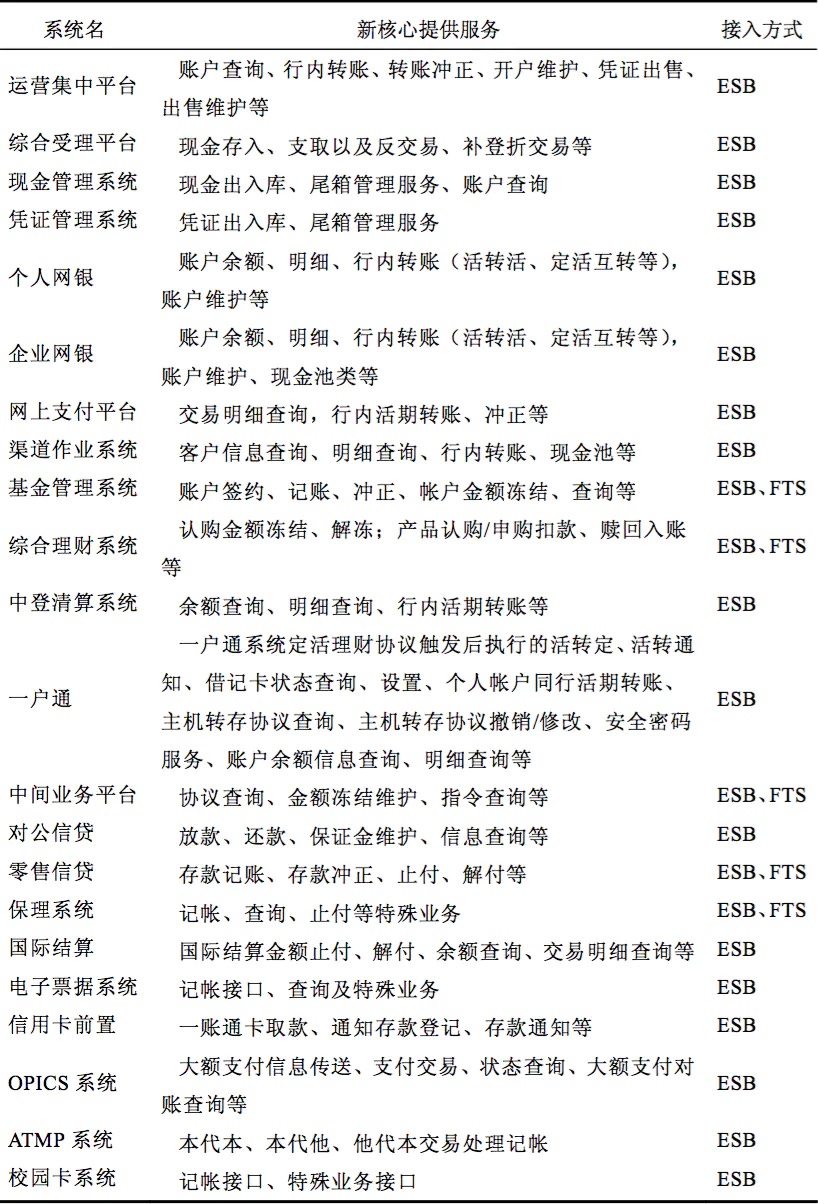 系统名 新核心提供服务 接入方式
运营集中平台 账户查询、行内转账、转账冲正、开户维护、凭证出售、 ESB
出售维护等
综合受理平台 现金存入、支取以及反交易、补登折交易等 ESB
现金管理系统 现金出入库、尾箱管理服务、账户查询 ESB
凭证管理系统 凭证出入库、尾箱管理服务 ESB
个人网银 账户余额、明细、行内转账（活转活、定活互转等）， ESB
账户维护等
企业网银 账户余额、明细、行内转账（活转活、定活互转等）， ESB
账户维护、现金池类等
网上支付平台 交易明细查询，行内活期转账、冲正等 ESB
渠道作业系统 客户信息查询、明细查询、行内转账、现金池等 ESB
基金管理系统 账户签约、记账、冲正、帐户金额冻结、查询等 ESB、FTS
综合理财系统 认购金额冻结、解冻；产品认购/申购扣款、赎回入账 ESB、FTS
等
中登清算系统 余额查询、明细查询、行内活期转账等 ESB
一户通 一户通系统定活理财协议触发后执行的活转定、活转通 ESB
知、借记卡状态查询、设置、个人帐户同行活期转账、
主机转存协议查询、主机转存协议撤销/修改、安全密码
服务、账户余额信息查询、明细查询等
中间业务平台 协议查询、金额冻结维护、指令查询等 ESB、FTS
对公信贷 放款、还款、保证金维护、信息查询等 ESB
零售信贷 存款记账、存款冲正、止付、解付等 ESB、FTS
保理系统 记帐、查询、止付等特殊业务 ESB、FTS
国际结算 国际结算金额止付、解付、余额查询、交易明细查询等 ESB
电子票据系统 记帐接口、查询及特殊业务 ESB
信用卡前置 一账通卡取款、通知存款登记、存款通知等 ESB
OPICS 系统 大额支付信息传送、支付交易、状态查询、大额支付对 ESB
账查询等
ATMP 系统 本代本、本代他、他代本交易处理记帐 ESB
校园卡系统 记帐接口、特殊业务接口 ESB